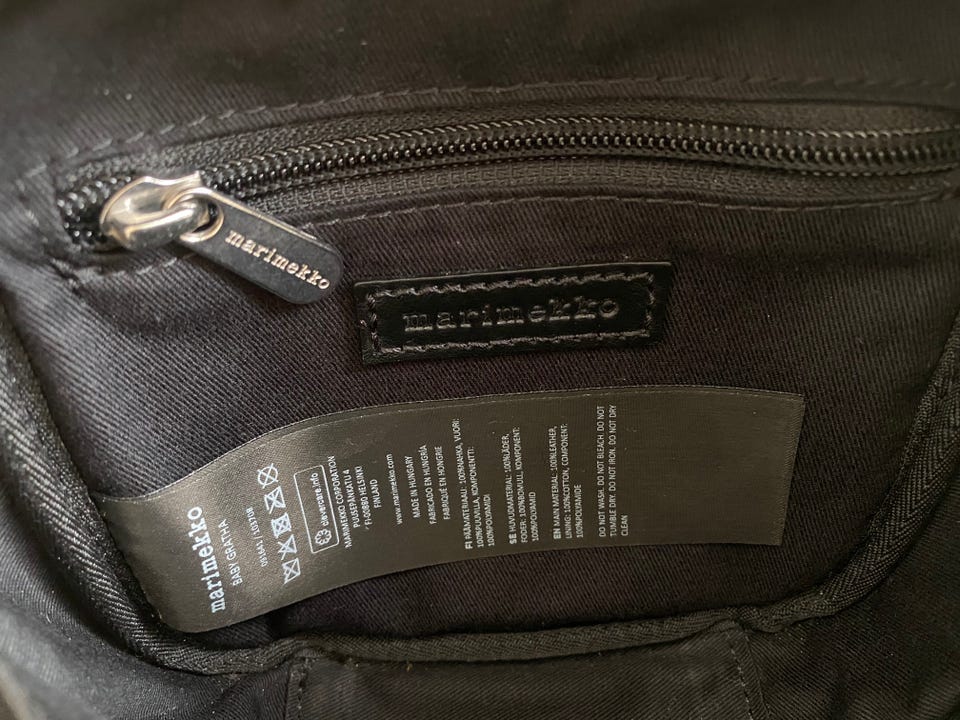 marimekko
marimekko
marimekko
BABY GRATIA
clevercare.info
MARIMEKKO CORPORATION
PUUSEPÄNKATU 4
FI-00880 HELSINKI
FINLAND
www.marimekko.com
MADE IN HUNGARY
FABRICADO EN HUNGRÍA
FABRIQUÉ EN HONGRIE
FI PÄÄMATERIAALI: 100%NAHKA, VUORI:
100%PUUVILLA, KOMPONENTTI:
100%POLYAMIDI
SE HUVUDMATERIAL: 100%LÄDER,
FODER: 100%BOMULL, KOMPONENT:
100%POLYAMID
EN MAIN MATERIAL: 100%LEATHER,
LINING: 100%COTTON, COMPONENT:
100%POLYAMIDE
DO NOT WASH. DO NOT BLEACH. DO NOT
TUMBLE DRY. DO NOT IRON. DO NOT DRY
CLEAN